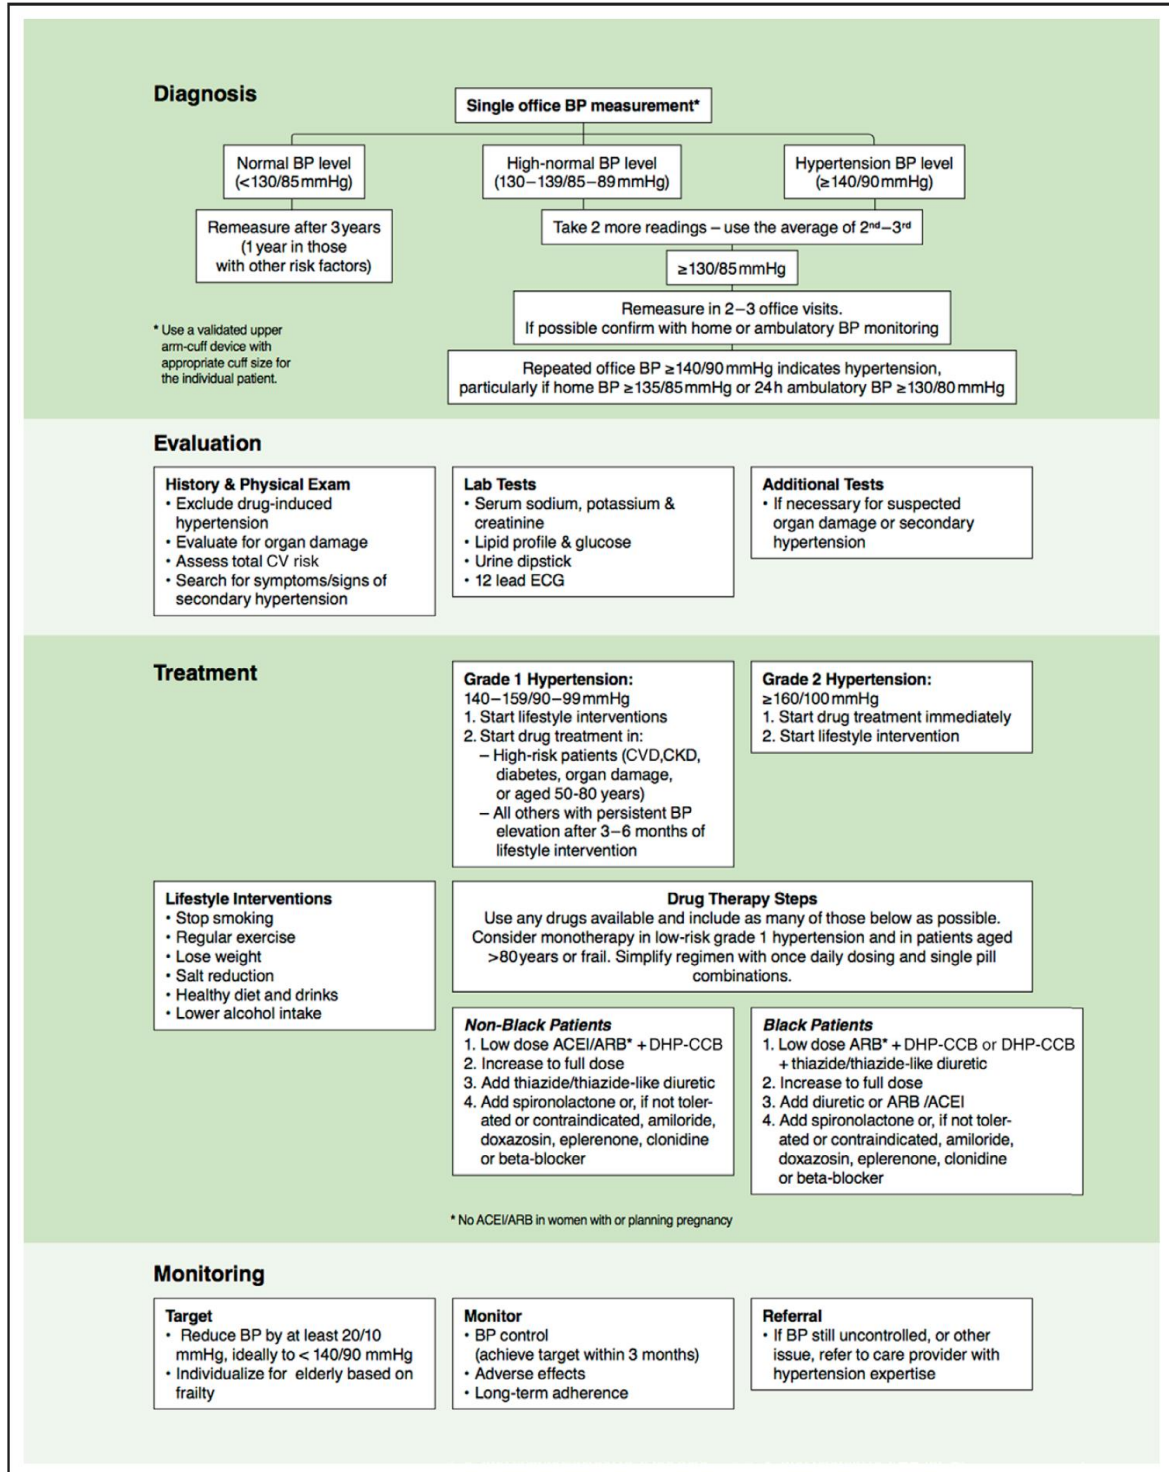 Diagnosis
Single office BP measurement*
Normal BP level
(<130/85 mmHg)
High-normal BP level
(130–139/85–89 mmHg)
Hypertension BP level
(≥140/90 mmHg)
Remeasure after 3 years
(1 year in those
with other risk factors)
Take 2 more readings – use the average of 2nd–3rd
≥130/85 mmHg
Remeasure in 2–3 office visits.
If possible confirm with home or ambulatory BP monitoring
Repeated office BP ≥140/90 mmHg indicates hypertension,
particularly if home BP ≥135/85 mmHg or 24h ambulatory BP ≥130/80 mmHg
* Use a validated upper
arm-cuff device with
appropriate cuff size for
the individual patient.
Evaluation
History & Physical Exam
• Exclude drug-induced
hypertension
• Evaluate for organ damage
• Assess total CV risk
• Search for symptoms/signs of
secondary hypertension
Lab Tests
• Serum sodium, potassium &
creatinine
• Lipid profile & glucose
• Urine dipstick
• 12 lead ECG
Additional Tests
• If necessary for suspected
organ damage or secondary
hypertension
Treatment
Grade 1 Hypertension:
140–159/90–99 mmHg
1. Start lifestyle interventions
2. Start drug treatment in:
– High-risk patients (CVD,CKD,
diabetes, organ damage,
or aged 50-80 years)
– All others with persistent BP
elevation after 3–6 months of
lifestyle intervention
Grade 2 Hypertension:
≥160/100 mmHg
1. Start drug treatment immediately
2. Start lifestyle intervention
Lifestyle Interventions
• Stop smoking
• Regular exercise
• Lose weight
• Salt reduction
• Healthy diet and drinks
• Lower alcohol intake
Drug Therapy Steps
Use any drugs available and include as many of those below as possible.
Consider monotherapy in low-risk grade 1 hypertension and in patients aged
>80 years or frail. Simplify regimen with once daily dosing and single pill
combinations.
Non-Black Patients
1. Low dose ACEI/ARB* + DHP-CCB
2. Increase to full dose
3. Add thiazide/thiazide-like diuretic
4. Add spironolactone or, if not toler-
ated or contraindicated, amiloride,
doxazosin, eplerenone, clonidine
or beta-blocker
Black Patients
1. Low dose ARB* + DHP-CCB or DHP-CCB
+ thiazide/thiazide-like diuretic
2. Increase to full dose
3. Add diuretic or ARB /ACEI
4. Add spironolactone or, if not toler-
ated or contraindicated, amiloride,
doxazosin, eplerenone, clonidine
or beta-blocker
* No ACEI/ARB in women with or planning pregnancy
Monitoring
Target
• Reduce BP by at least 20/10
mmHg, ideally to < 140/90 mmHg
• Individualize for elderly based on
frailty
Monitor
• BP control
(achieve target within 3 months)
• Adverse effects
• Long-term adherence
Referral
• If BP still uncontrolled, or other
issue, refer to care provider with
hypertension expertise